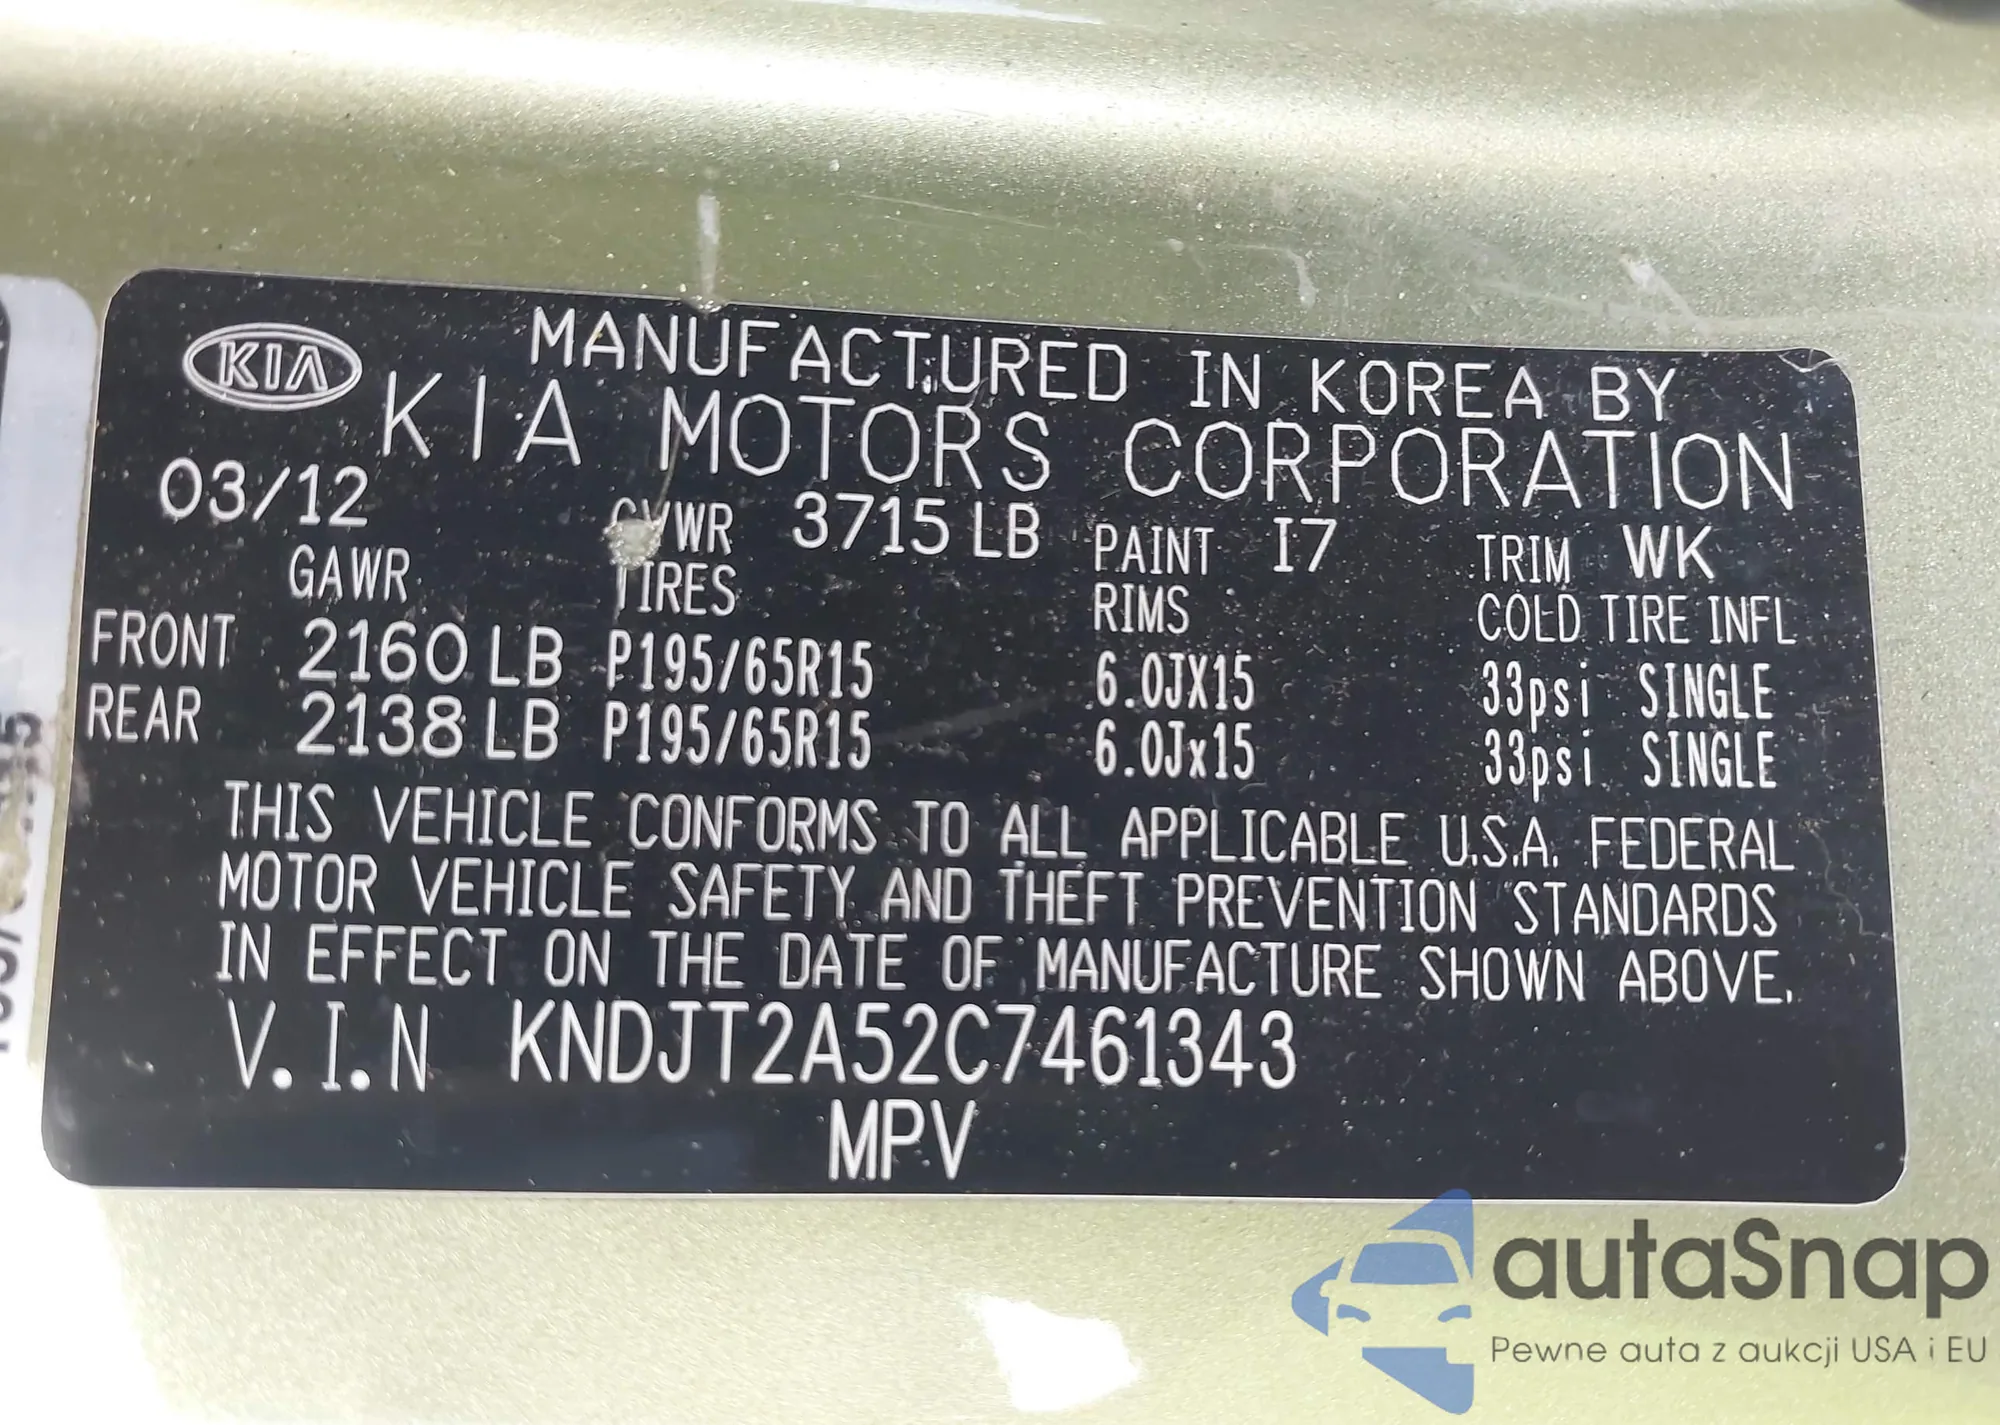 KIA
MANUFACTURED IN KOREA BY
KIA MOTORS CORPORATION
03/12 GVWR 3715 LB PAINT I7 TRIM WK
GAWR TIRES RIMS COLD TIRE INFL
FRONT 2160 LB P195/65R15 6.0JX15 33psi SINGLE
REAR 2138 LB P195/65R15 6.0Jx15 33psi SINGLE
THIS VEHICLE CONFORMS TO ALL APPLICABLE U.S.A. FEDERAL
MOTOR VEHICLE SAFETY AND THEFT PREVENTION STANDARDS
IN EFFECT ON THE DATE OF MANUFACTURE SHOWN ABOVE.
V.I.N KNDJT2A52C7461343
MPV
autaSnap
Pewne auta z aukcji USA i EU